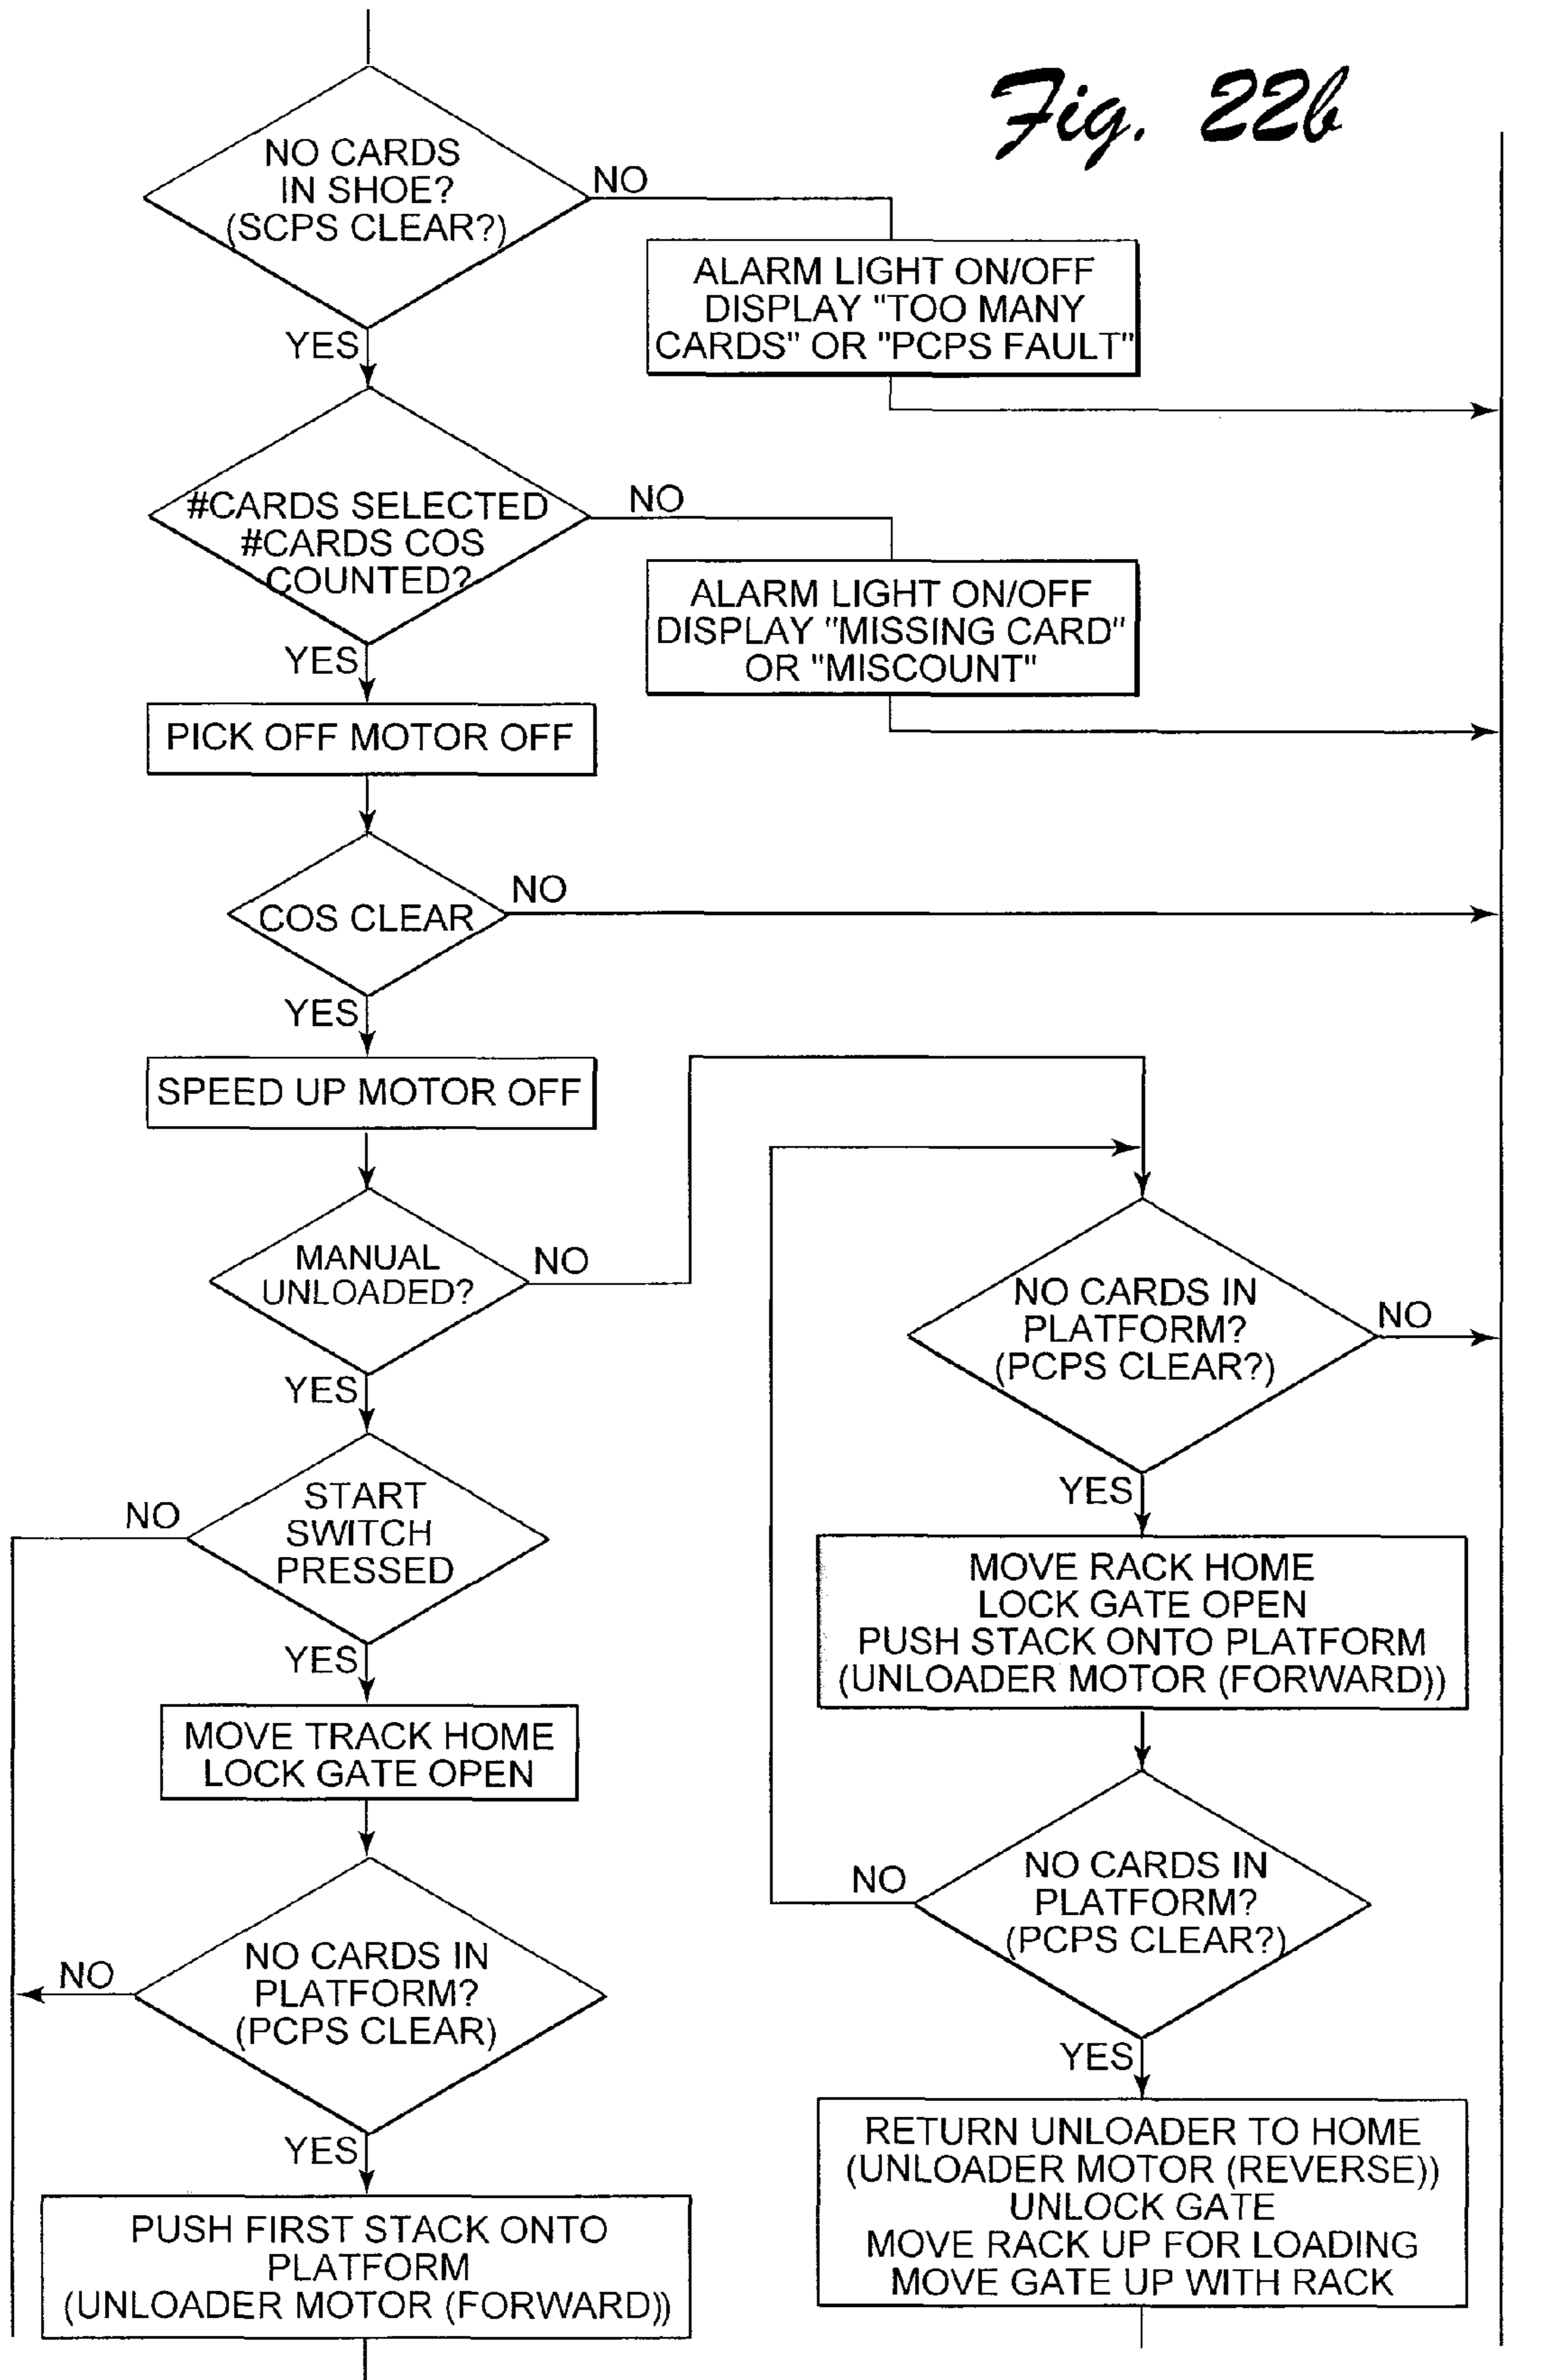 Fig. 22b
NO CARDS
IN SHOE?
(SCPS CLEAR?)
NO
ALARM LIGHT ON/OFF
DISPLAY "TOO MANY
CARDS" OR "PCPS FAULT"
YES
#CARDS SELECTED
#CARDS COS
COUNTED?
NO
ALARM LIGHT ON/OFF
DISPLAY "MISSING CARD"
OR "MISCOUNT"
YES
PICK OFF MOTOR OFF
COS CLEAR
NO
YES
SPEED UP MOTOR OFF
MANUAL
UNLOADED?
NO
YES
START
SWITCH
PRESSED
NO
YES
MOVE TRACK HOME
LOCK GATE OPEN
NO CARDS IN
PLATFORM?
(PCPS CLEAR)
NO
YES
PUSH FIRST STACK ONTO
PLATFORM
(UNLOADER MOTOR (FORWARD))
NO CARDS IN
PLATFORM?
(PCPS CLEAR?)
NO
YES
MOVE RACK HOME
LOCK GATE OPEN
PUSH STACK ONTO PLATFORM
(UNLOADER MOTOR (FORWARD))
NO CARDS IN
PLATFORM?
(PCPS CLEAR?)
NO
YES
RETURN UNLOADER TO HOME
(UNLOADER MOTOR (REVERSE))
UNLOCK GATE
MOVE RACK UP FOR LOADING
MOVE GATE UP WITH RACK